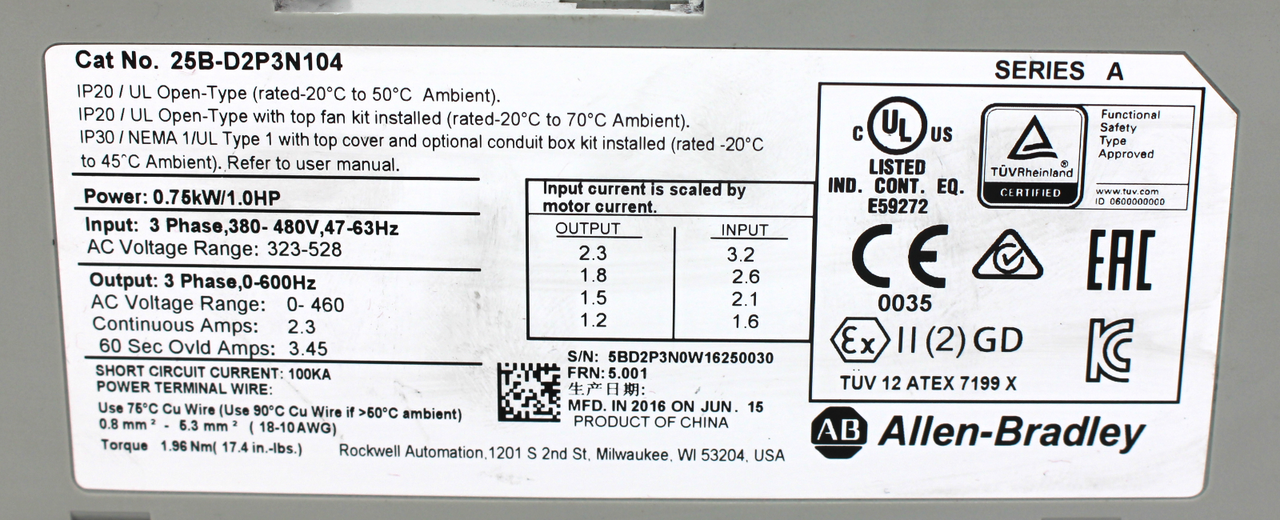 Cat No. 25B-D2P3N104
SERIES A
IP20 / UL Open-Type (rated-20°C to 50°C Ambient).
IP20 / UL Open-Type with top fan kit installed (rated-20°C to 70°C Ambient).
IP30 / NEMA 1/UL Type 1 with top cover and optional conduit box kit installed (rated -20°C
to 45°C Ambient). Refer to user manual.
Power: 0.75kW/1.0HP
Input: 3 Phase,380- 480V,47-63Hz
AC Voltage Range: 323-528
Output: 3 Phase,0-600Hz
AC Voltage Range: 0- 460
Continuous Amps: 2.3
60 Sec Ovld Amps: 3.45
SHORT CIRCUIT CURRENT: 100KA
POWER TERMINAL WIRE:
Use 75°C Cu Wire (Use 90°C Cu Wire if >50°C ambient)
0.8 mm² - 5.3 mm² ( 18-10AWG)
Torque 1.96 Nm( 17.4 in.-lbs.)
Input current is scaled by
motor current.
OUTPUT INPUT
2.3 3.2
1.8 2.6
1.5 2.1
1.2 1.6
S/N: 5BD2P3N0W16250030
FRN: 5.001
生产日期:
MFD. IN 2016 ON JUN. 15
PRODUCT OF CHINA
Rockwell Automation,1201 S 2nd St, Milwaukee, WI 53204, USA
C UL US
LISTED
IND. CONT. EQ.
E59272
TÜVRheinland ®
CERTIFIED
Functional
Safety
Type
Approved
www.tuv.com
ID 0600000000
CE
0035
EAC
Ex II (2) GD
TÜV 12 ATEX 7199 X
AB Allen-Bradley